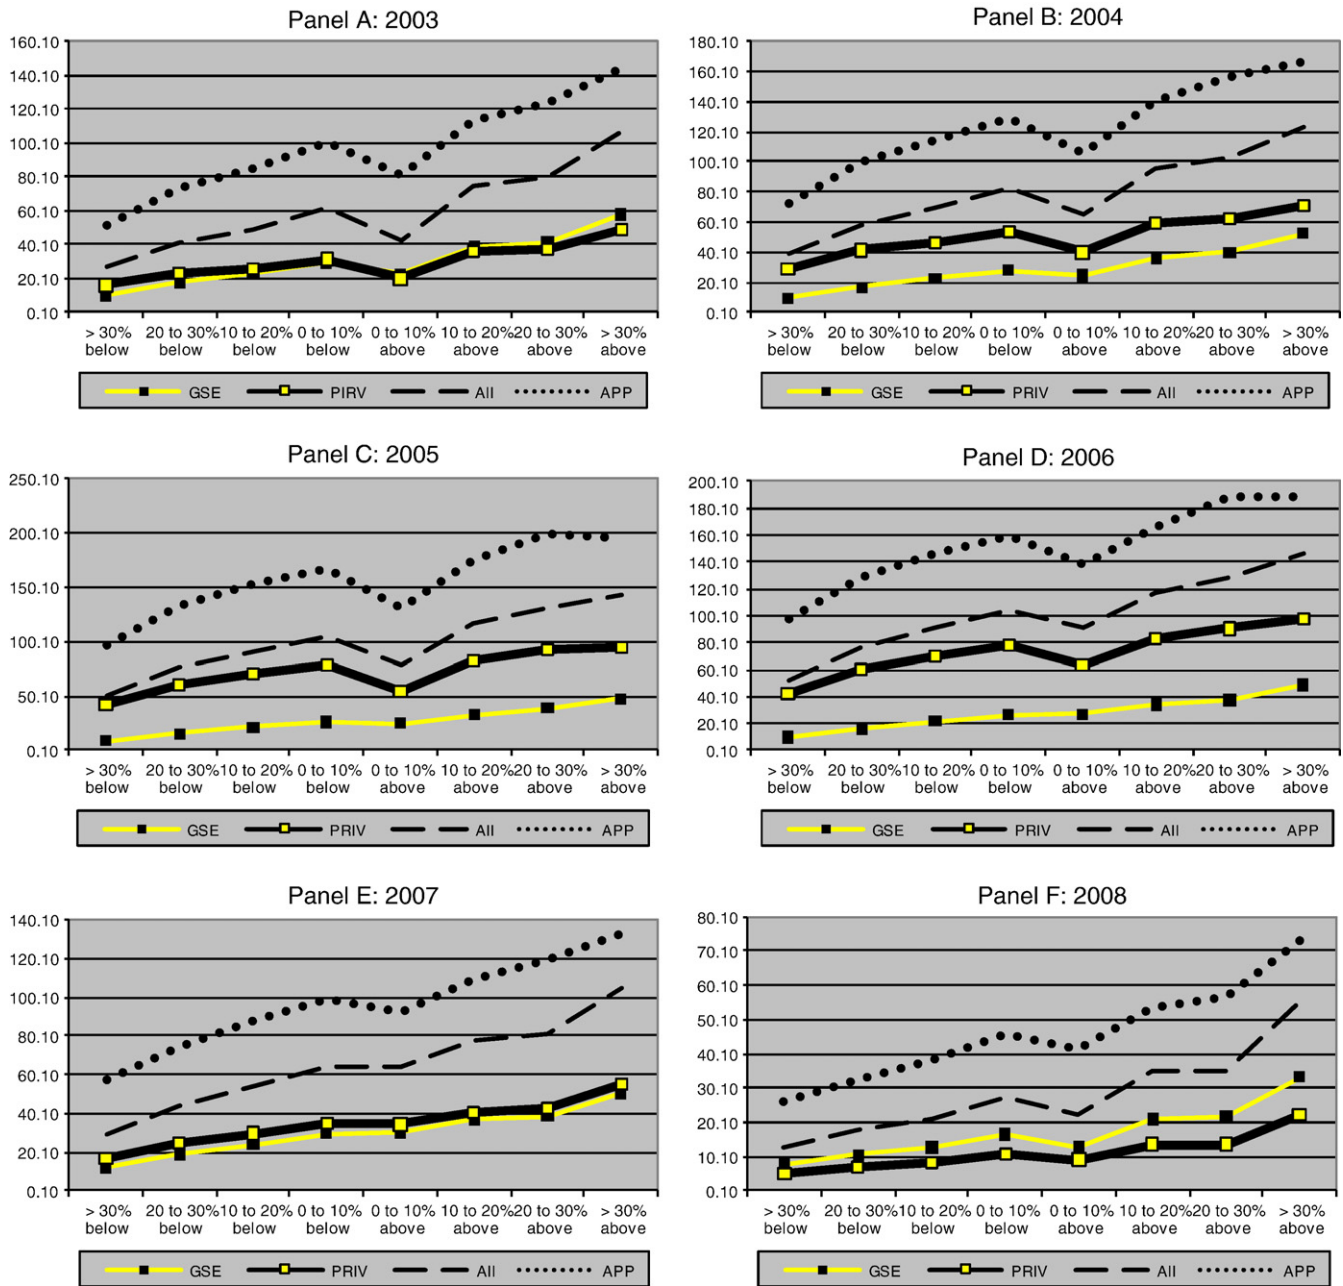 Panel A: 2003
160.10
140.10
120.10
100.10
80.10
60.10
40.10
20.10
0.10
> 30% 20 to 30% 10 to 20% 0 to 10% 0 to 10% 10 to 20% 20 to 30% > 30%
below below below below above above above above
GSE PIRV All APP
Panel B: 2004
180.10
160.10
140.10
120.10
100.10
80.10
60.10
40.10
20.10
0.10
> 30% 20 to 30% 10 to 20% 0 to 10% 0 to 10% 10 to 20% 20 to 30% > 30%
below below below below above above above above
GSE PRIV All APP
Panel C: 2005
250.10
200.10
150.10
100.10
50.10
0.10
> 30% 20 to 30% 10 to 20% 0 to 10% 0 to 10% 10 to 20% 20 to 30% > 30%
below below below below above above above above
GSE PRIV All APP
Panel D: 2006
200.10
180.10
160.10
140.10
120.10
100.10
80.10
60.10
40.10
20.10
0.10
> 30% 20 to 30% 10 to 20% 0 to 10% 0 to 10% 10 to 20% 20 to 30% > 30%
below below below below above above above above
GSE PRIV All APP
Panel E: 2007
140.10
120.10
100.10
80.10
60.10
40.10
20.10
0.10
> 30% 20 to 30% 10 to 20% 0 to 10% 0 to 10% 10 to 20% 20 to 30% > 30%
below below below below above above above above
GSE PRIV All APP
Panel F: 2008
80.10
70.10
60.10
50.10
40.10
30.10
20.10
10.10
0.10
> 30% 20 to 30% 10 to 20% 0 to 10% 0 to 10% 10 to 20% 20 to 30% > 30%
below below below below above above above above
GSE PRIV All APP